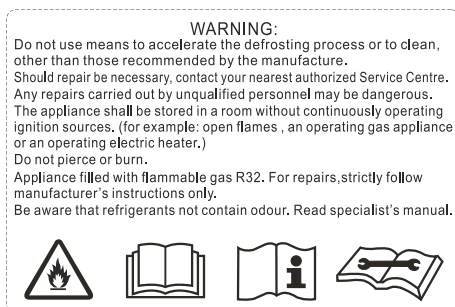 WARNING:
Do not use means to accelerate the defrosting process or to clean,
other than those recommended by the manufacture.
Should repair be necessary, contact your nearest authorized Service Centre.
Any repairs carried out by unqualified personnel may be dangerous.
The appliance shall be stored in a room without continuously operating
ignition sources. (for example: open flames , an operating gas appliance
or an operating electric heater.)
Do not pierce or burn.
Appliance filled with flammable gas R32. For repairs,strictly follow
manufacturer's instructions only.
Be aware that refrigerants not contain odour. Read specialist's manual.